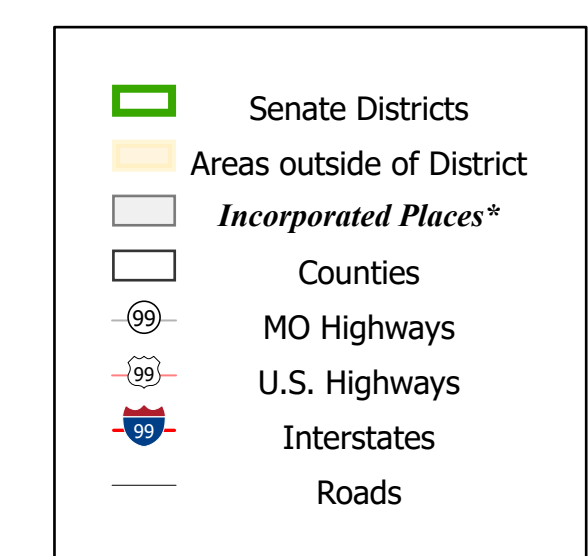 Senate Districts
Areas outside of District
Incorporated Places*
Counties
99 MO Highways
99 U.S. Highways
99 Interstates
Roads